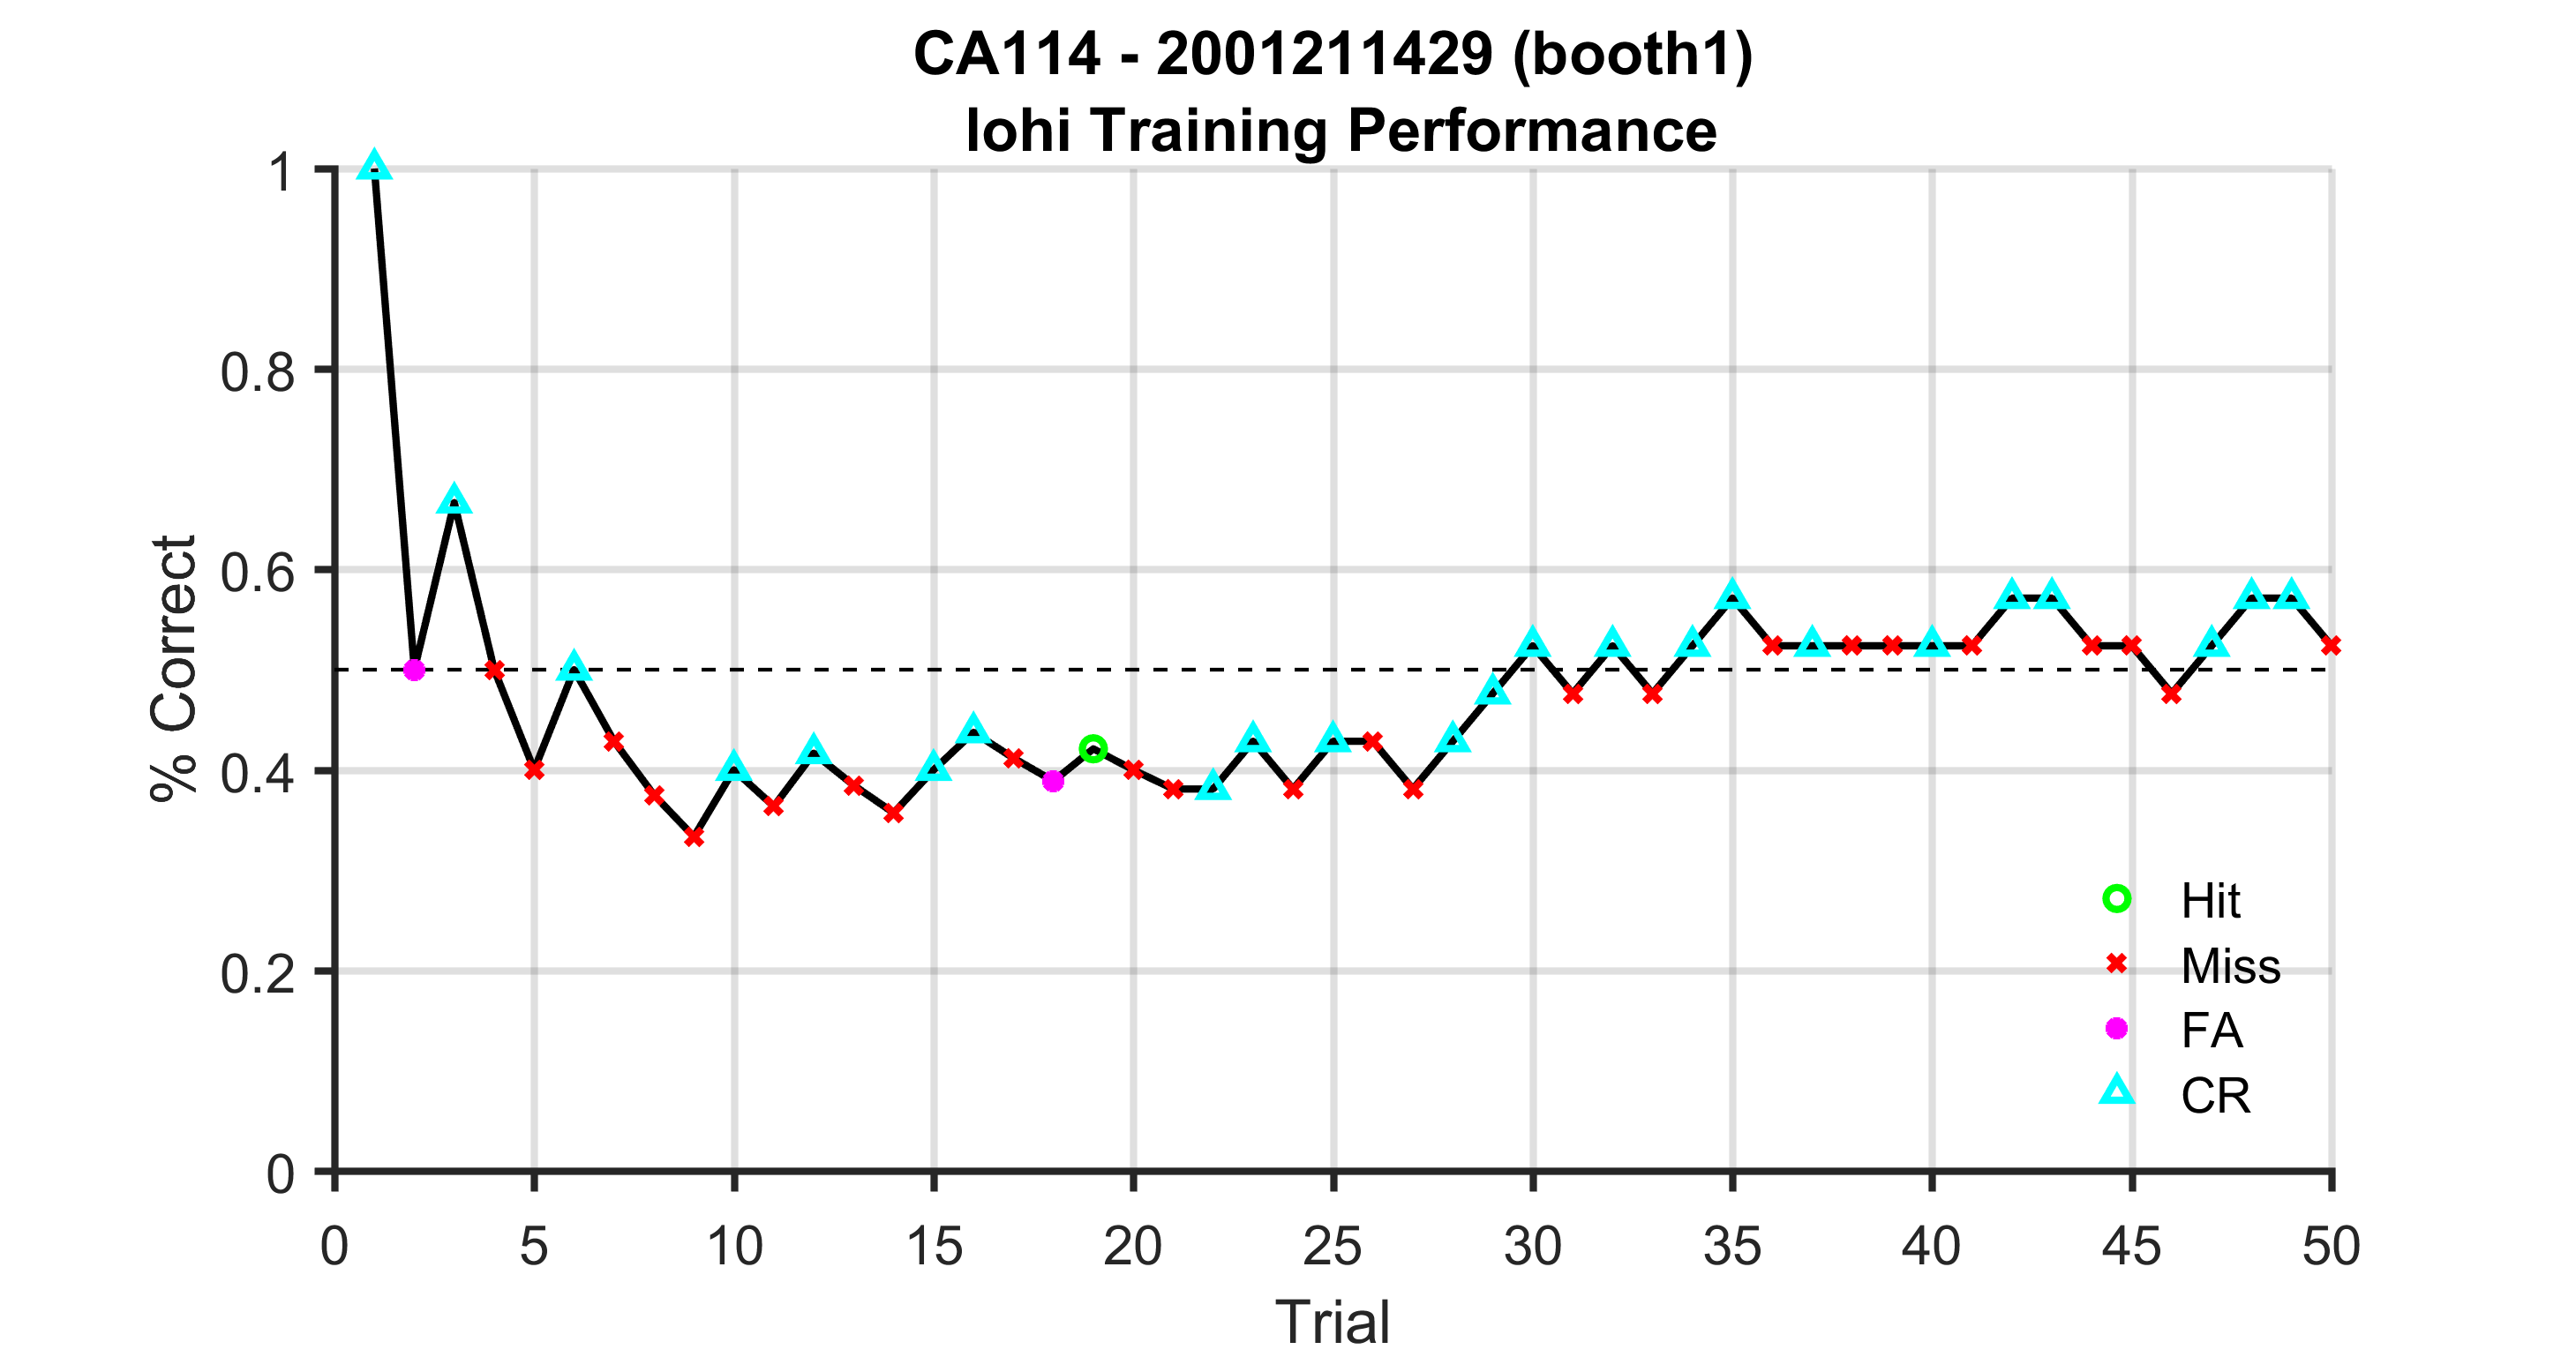 CA114 - 2001211429 (booth1)
lohi Training Performance
% Correct
1
0.8
0.6
0.4
0.2
0
0 5 10 15 20 25 30 35 40 45 50
Trial
Hit
Miss
FA
CR